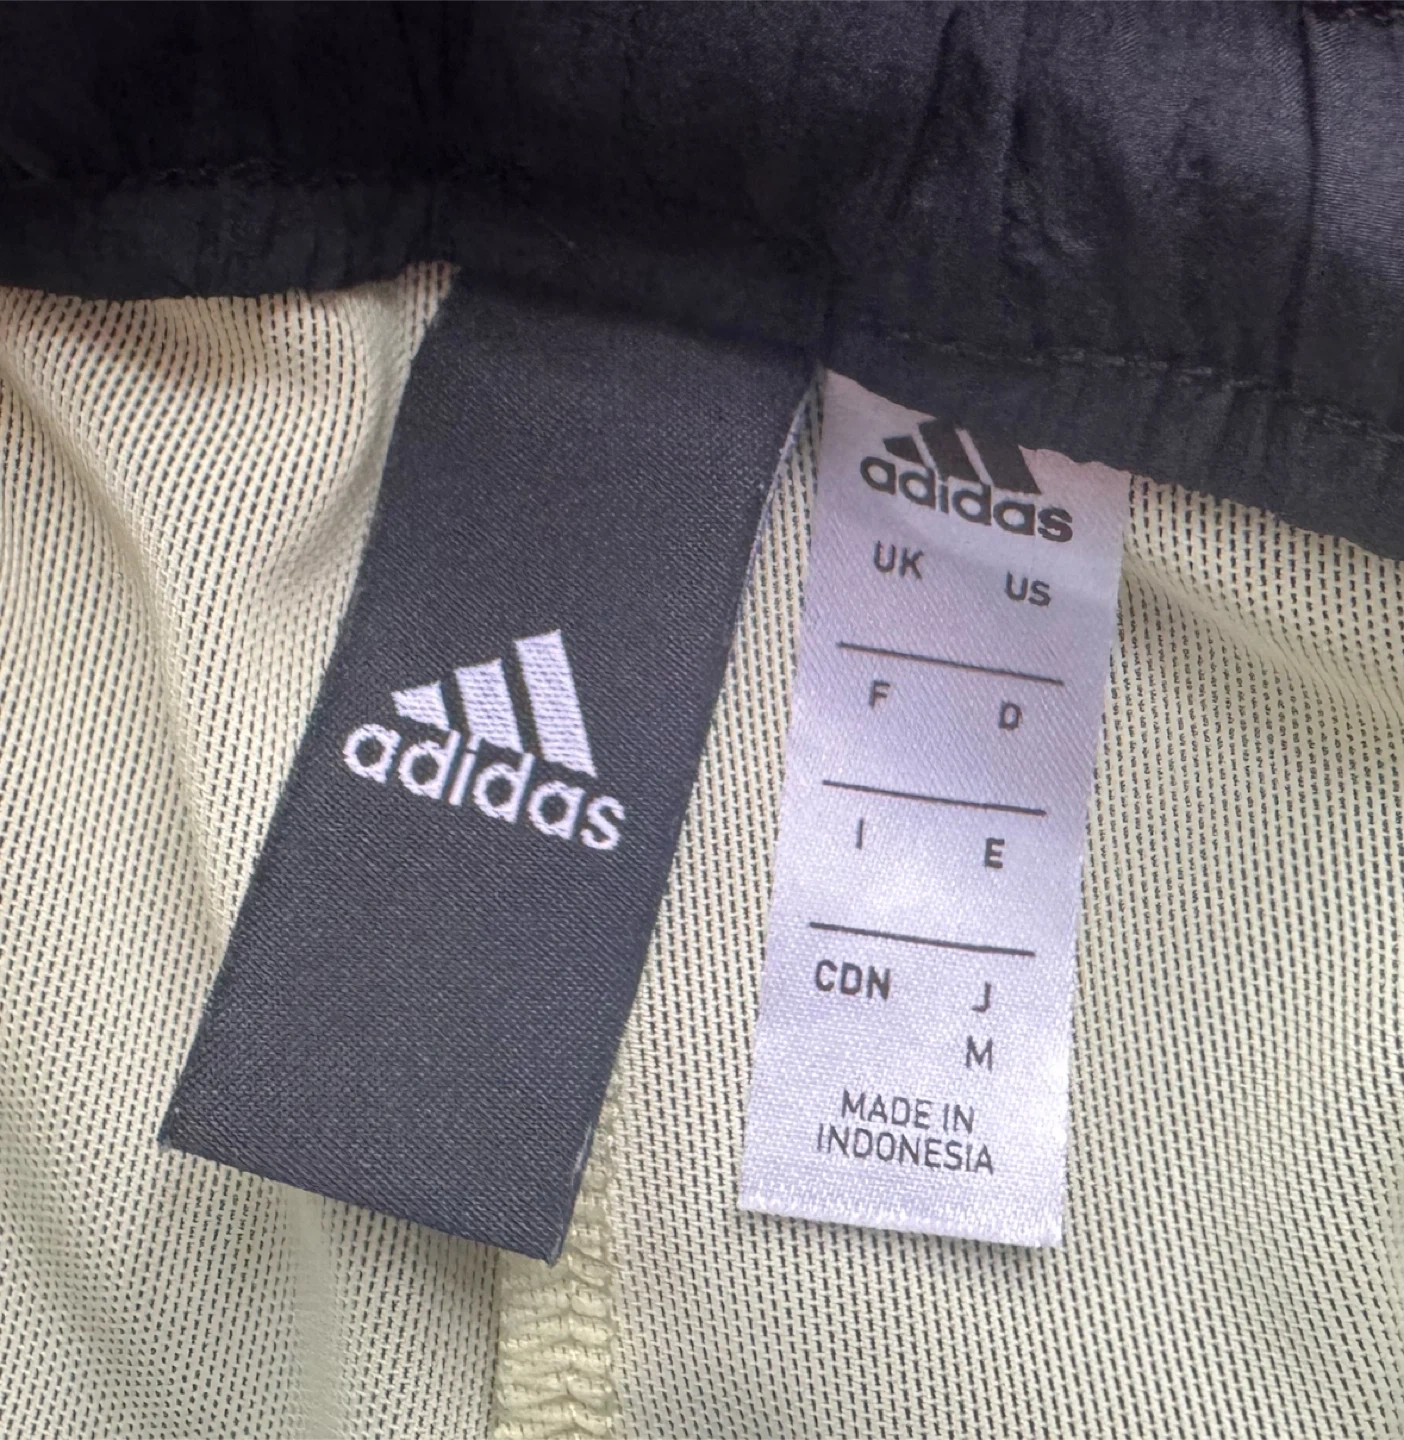 adidas
adidas
UK US
F D
I E
CDN J
M
MADE IN
INDONESIA